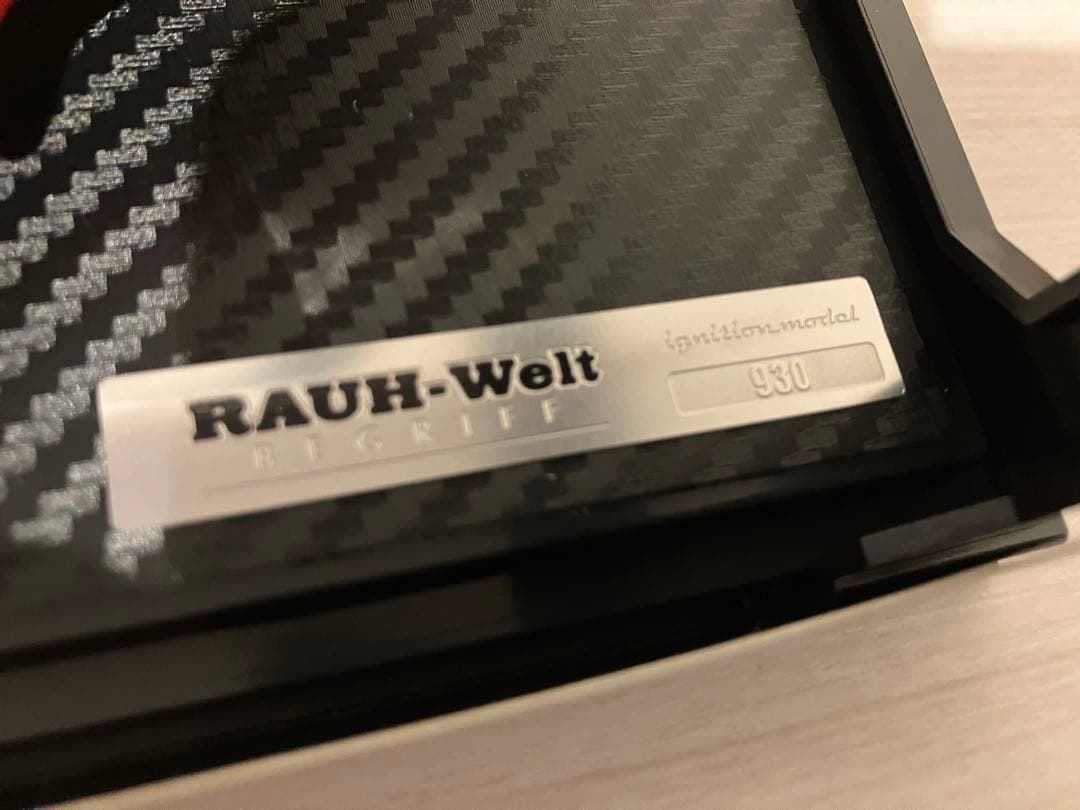 RAUH-Welt
BEGRIFF
ignition model
930